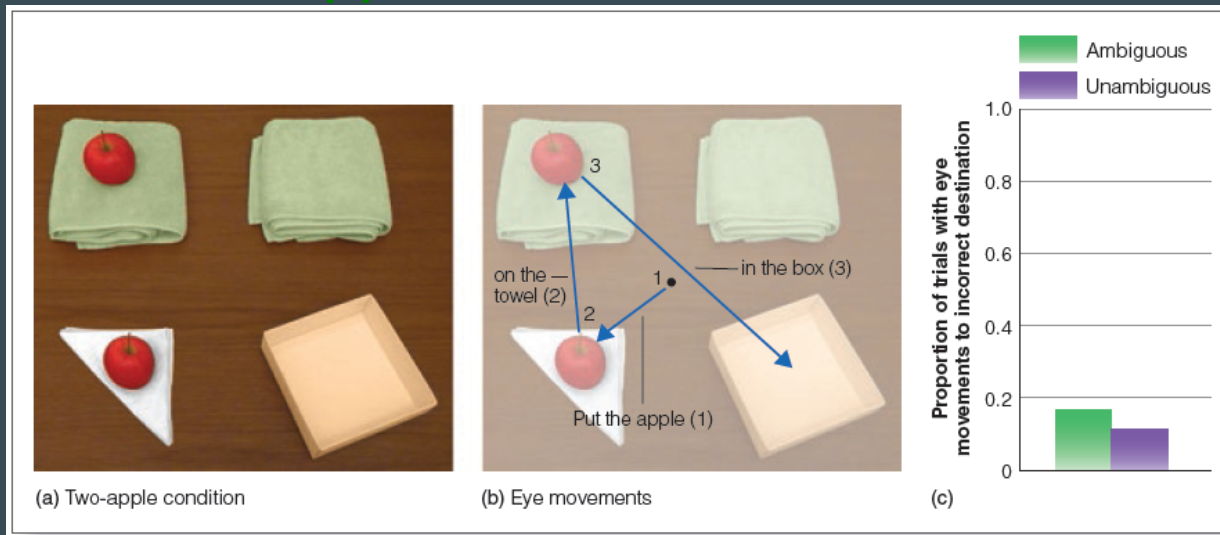 Ambiguous
Unambiguous
on the
towel (2)
3
1
in the box (3)
2
Put the apple (1)
Proportion of trials with eye
movements to incorrect destination
1.0
0.8
0.6
0.4
0.2
0
(a) Two-apple condition
(b) Eye movements
(c)